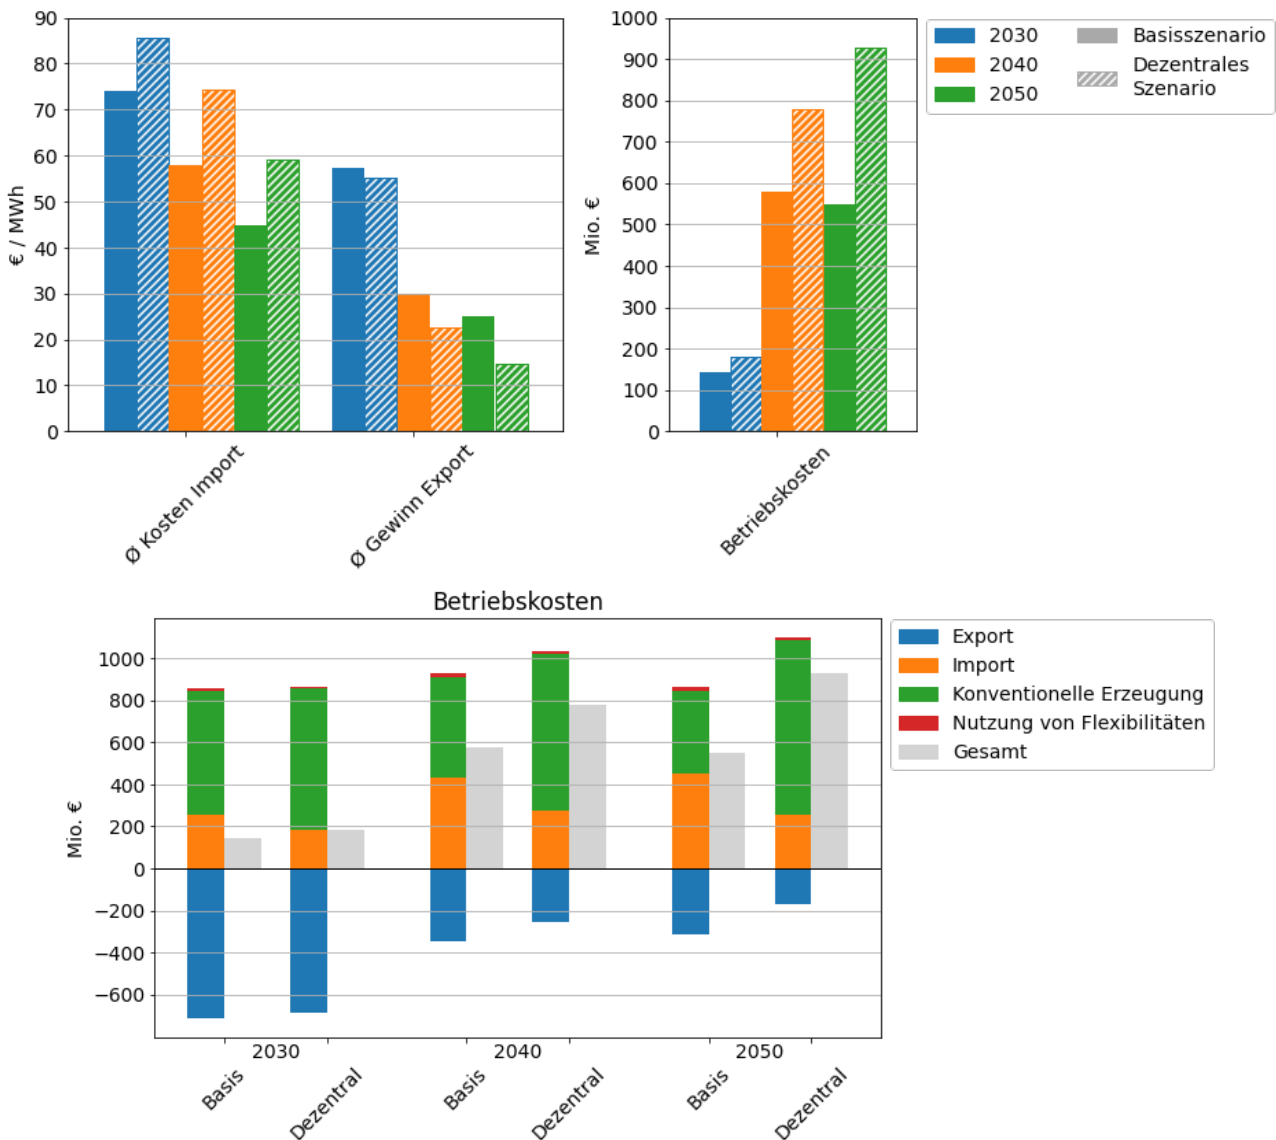 90
80
70
60
50
40
30
20
10
0
€ / MWh
Ø Kosten Import
Ø Gewinn Export
1000
900
800
700
600
500
400
300
200
100
0
Mio. €
Betriebskosten
2030
2040
2050
Basisszenario
Dezentrales
Szenario
Betriebskosten
1000
800
600
400
200
0
−200
−400
−600
Mio. €
2030
2040
2050
Basis
Dezentral
Basis
Dezentral
Basis
Dezentral
Export
Import
Konventionelle Erzeugung
Nutzung von Flexibilitäten
Gesamt